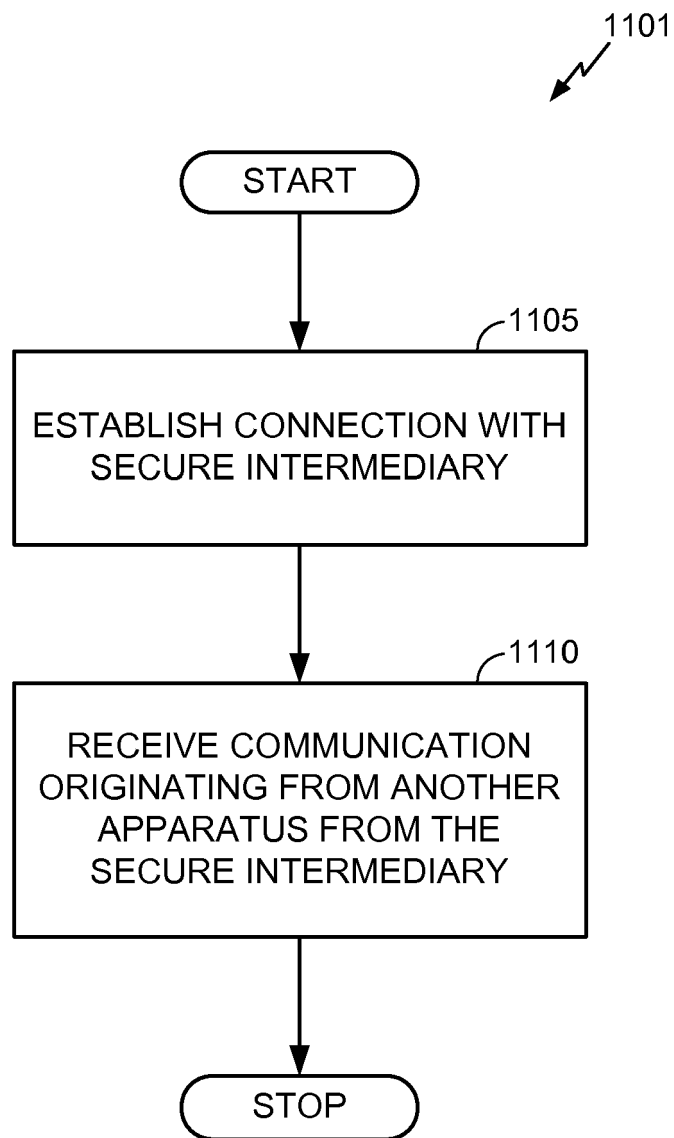 1101
START
1105
ESTABLISH CONNECTION WITH
SECURE INTERMEDIARY
1110
RECEIVE COMMUNICATION
ORIGINATING FROM ANOTHER
APPARATUS FROM THE
SECURE INTERMEDIARY
STOP